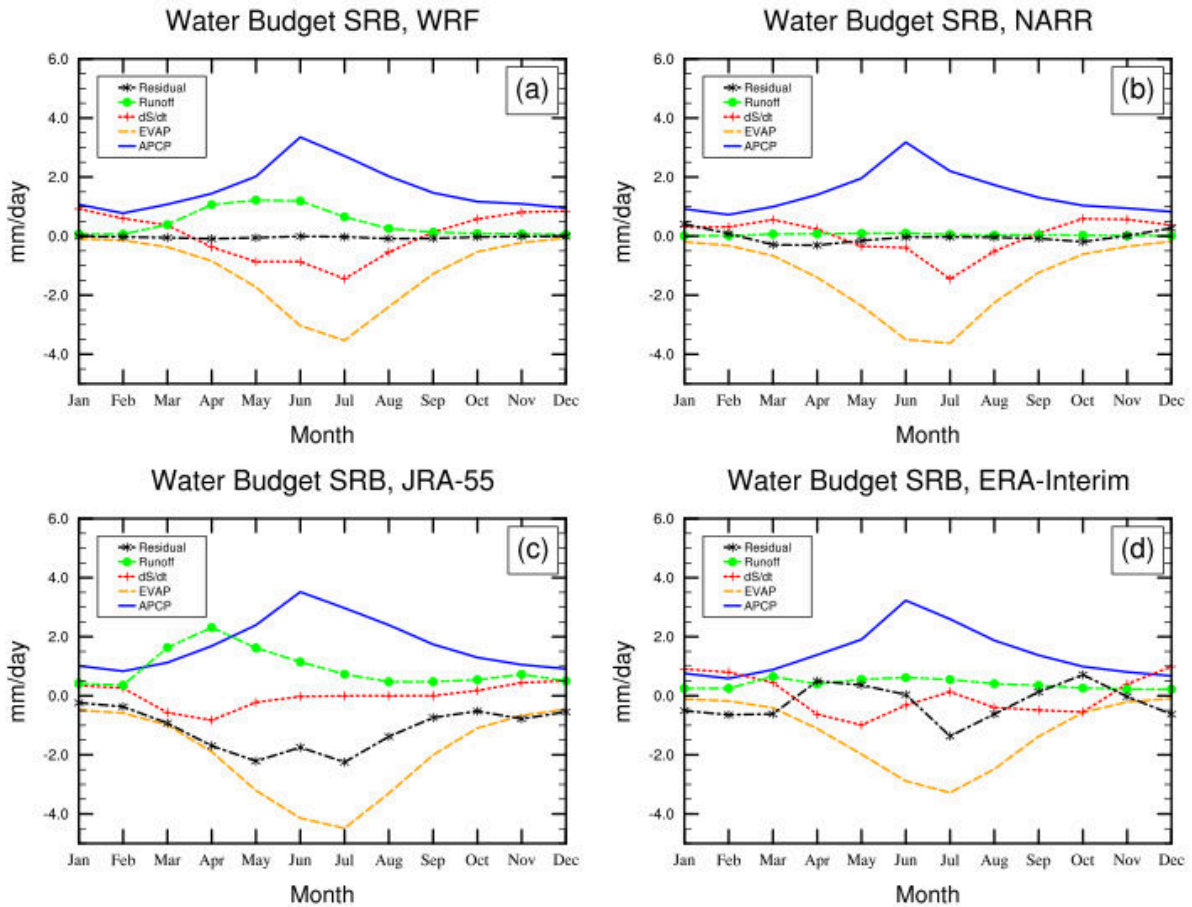 Water Budget SRB, WRF
6.0
4.0
2.0
0.0
-2.0
-4.0
mm/day
Residual
Runoff
dS/dt
EVAP
APCP
(a)
Jan Feb Mar Apr May Jun Jul Aug Sep Oct Nov Dec
Month
Water Budget SRB, NARR
6.0
4.0
2.0
0.0
-2.0
-4.0
mm/day
Residual
Runoff
dS/dt
EVAP
APCP
(b)
Jan Feb Mar Apr May Jun Jul Aug Sep Oct Nov Dec
Month
Water Budget SRB, JRA-55
6.0
4.0
2.0
0.0
-2.0
-4.0
mm/day
Residual
Runoff
dS/dt
EVAP
APCP
(c)
Jan Feb Mar Apr May Jun Jul Aug Sep Oct Nov Dec
Month
Water Budget SRB, ERA-Interim
6.0
4.0
2.0
0.0
-2.0
-4.0
mm/day
Residual
Runoff
dS/dt
EVAP
APCP
(d)
Jan Feb Mar Apr May Jun Jul Aug Sep Oct Nov Dec
Month